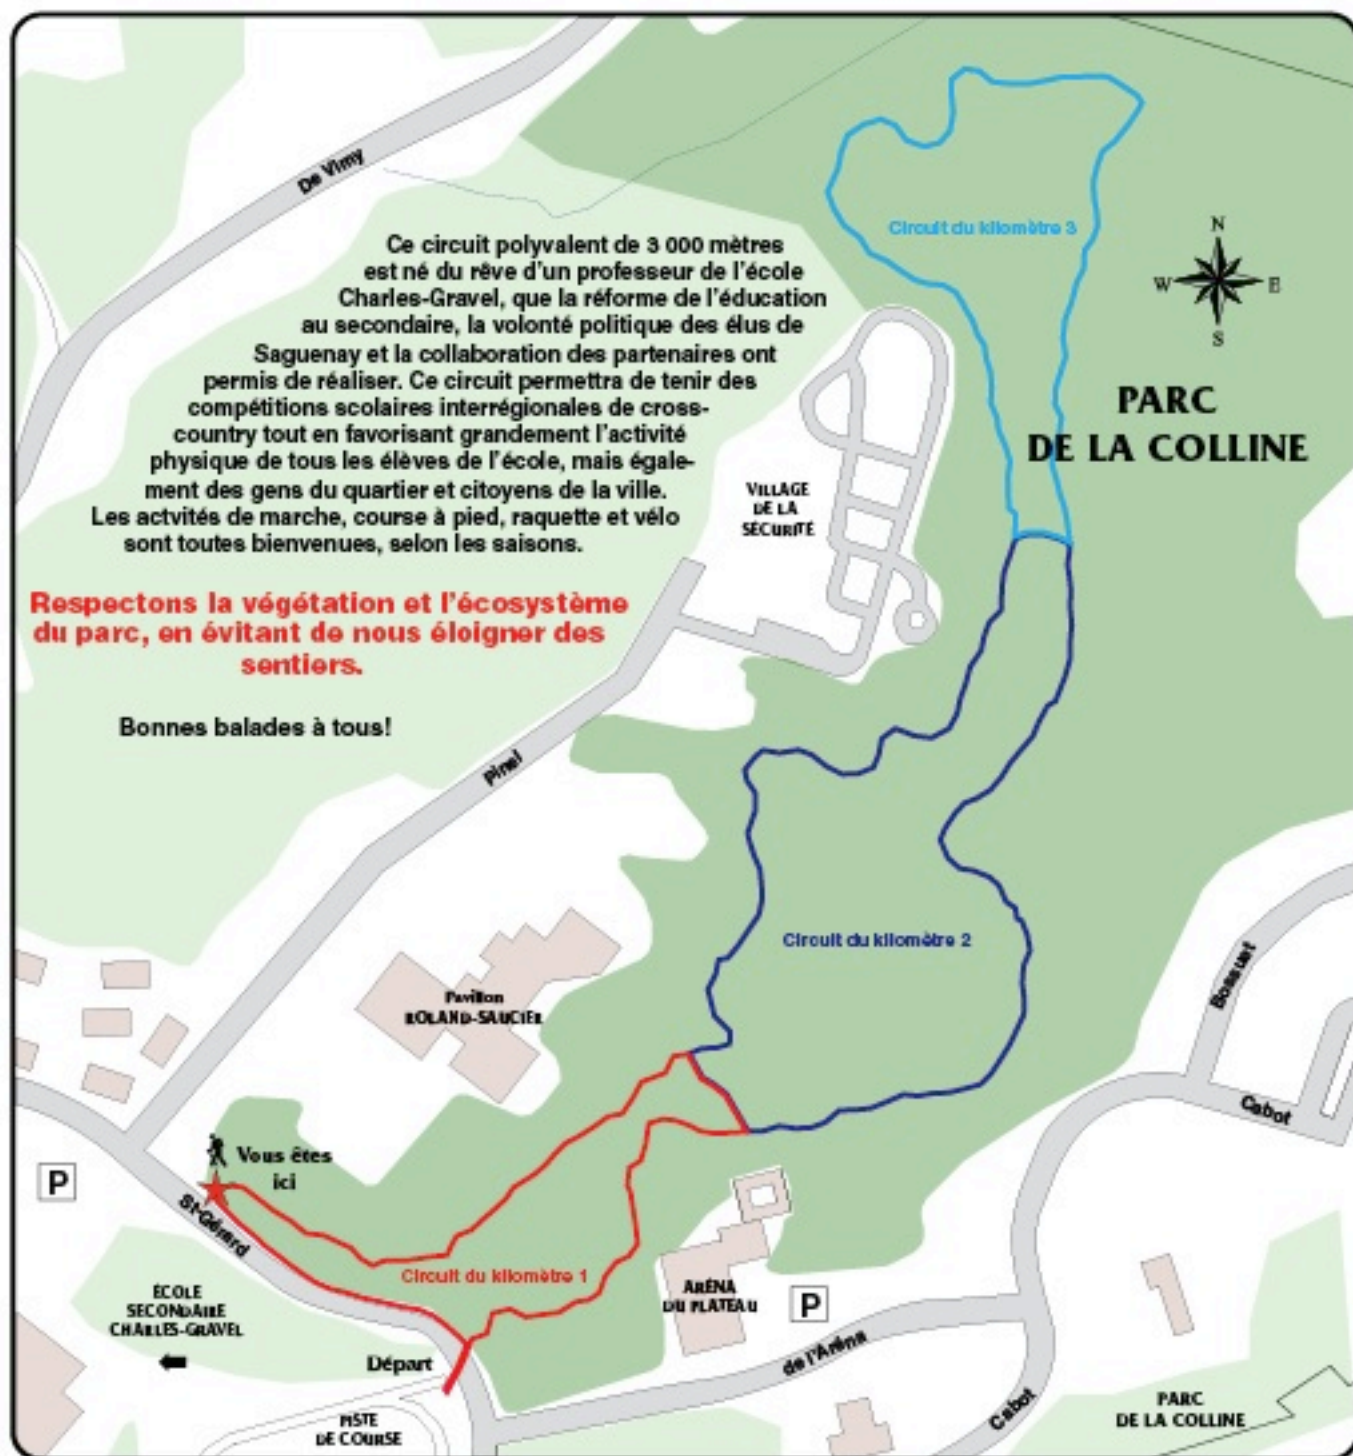 De Vimy
Circuit du kilomètre 3
N
W E
S
Ce circuit polyvalent de 3 000 mètres
est né du rêve d'un professeur de l'école
Charles-Gravel, que la réforme de l'éducation
au secondaire, la volonté politique des élus de
Saguenay et la collaboration des partenaires ont
permis de réaliser. Ce circuit permettra de tenir des
compétitions scolaires interrégionales de cross-
country tout en favorisant grandement l'activité
physique de tous les élèves de l'école, mais égale-
ment des gens du quartier et citoyens de la ville.
Les actvités de marche, course à pied, raquette et vélo
sont toutes bienvenues, selon les saisons.
PARC
DE LA COLLINE
VILLAGE
DE LA
SÉCURITÉ
Respectons la végétation et l'écosystème
du parc, en évitant de nous éloigner des
sentiers.
Bonnes balades à tous!
Pinel
Circuit du kilomètre 2
Bossuet
Pavillon
ROLAND-SAUCIER
Cabot
Vous êtes
ici
P
St-Gérard
Circuit du kilomètre 1
ÉCOLE
SECONDAIRE
CHARLES-GRAVEL
ARÉNA
DU PLATEAU
P
de l'Aréna
Départ
Cabot
PISTE
DE COURSE
PARC
DE LA COLLINE